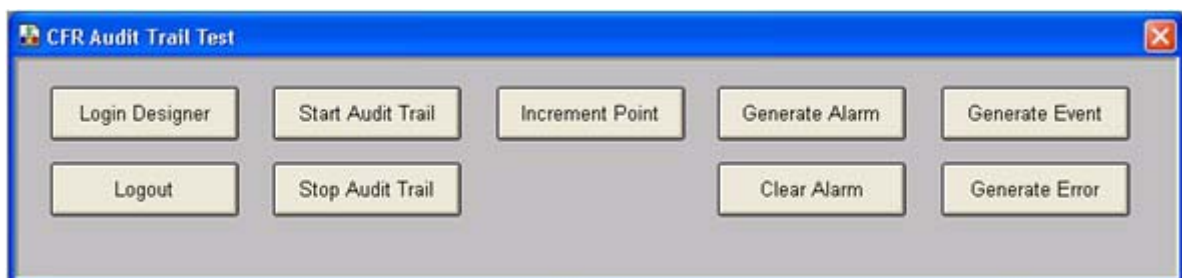 CFR Audit Trail Test
Login Designer
Start Audit Trail
Increment Point
Generate Alarm
Generate Event
Logout
Stop Audit Trail
Clear Alarm
Generate Error